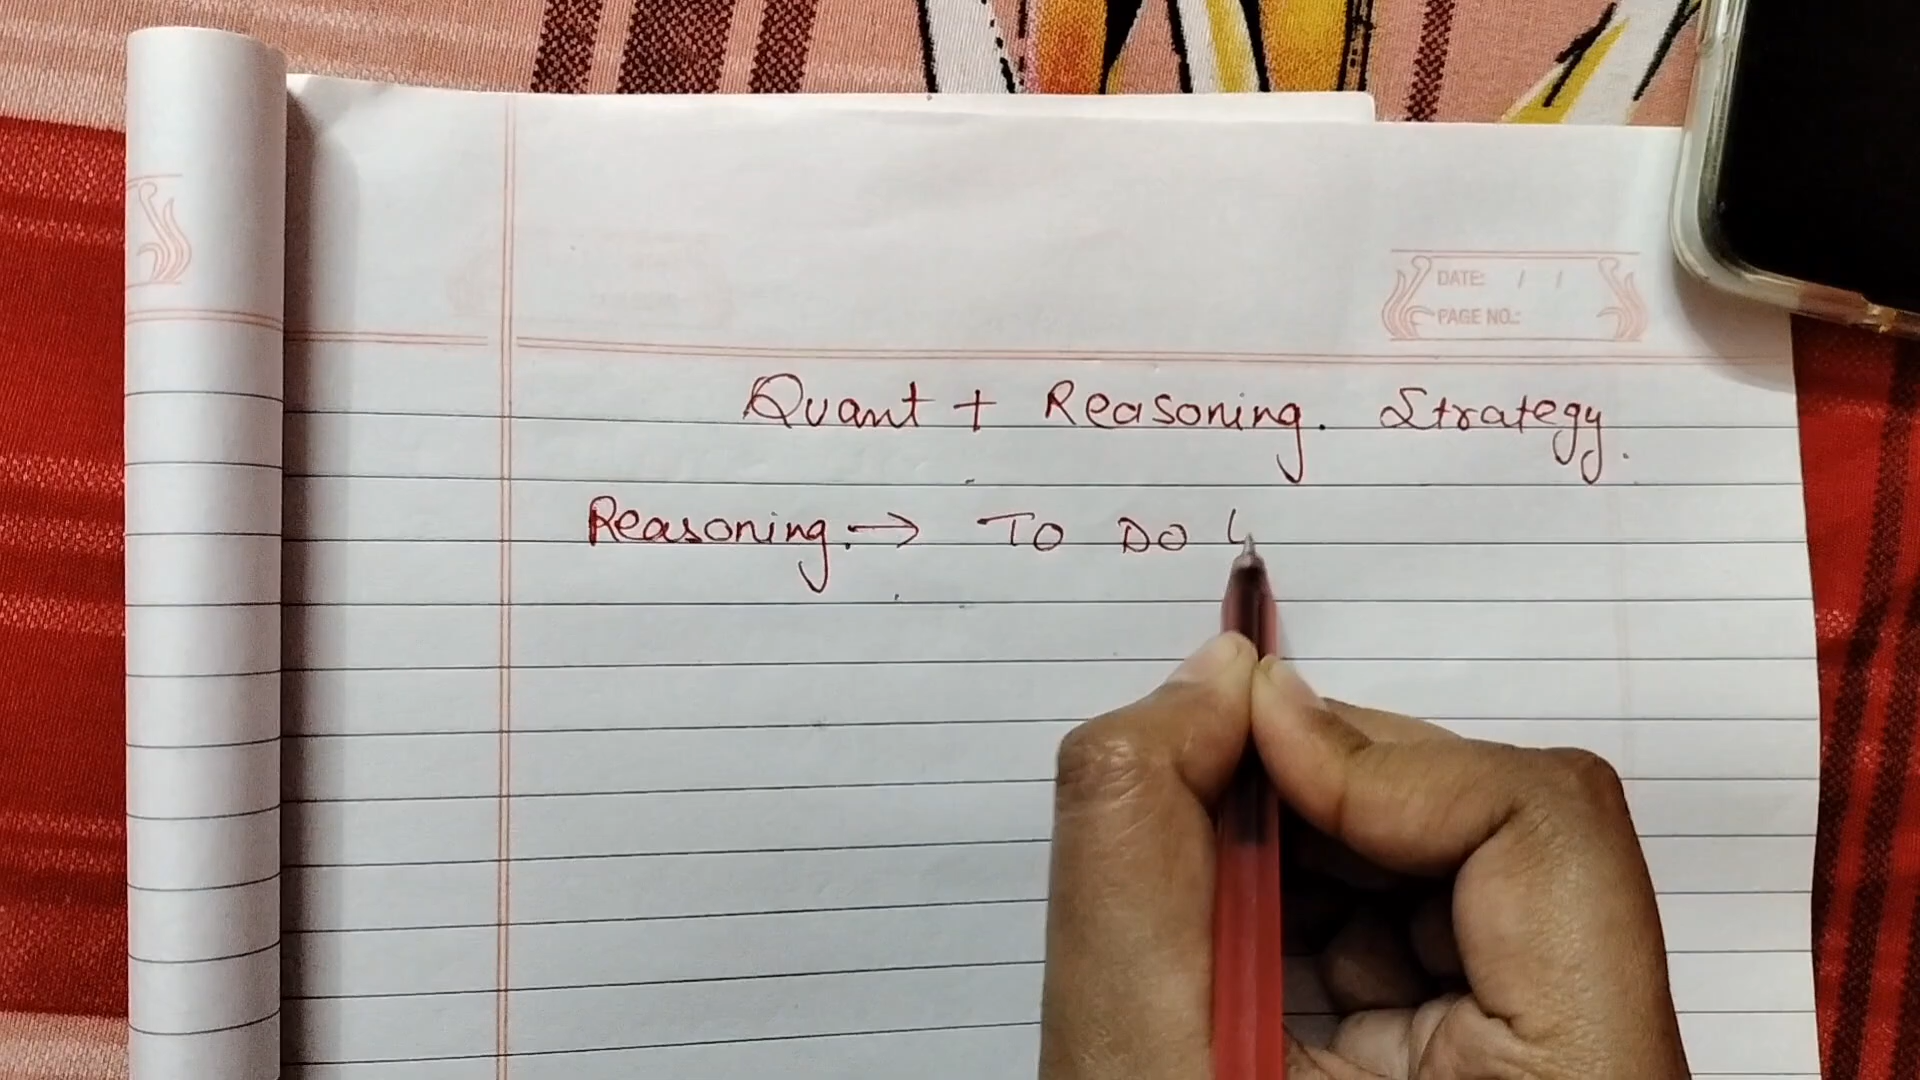 DATE: / /
PAGE NO.:
Quant + Reasoning. Strategy.
Reasoning. → To Do L